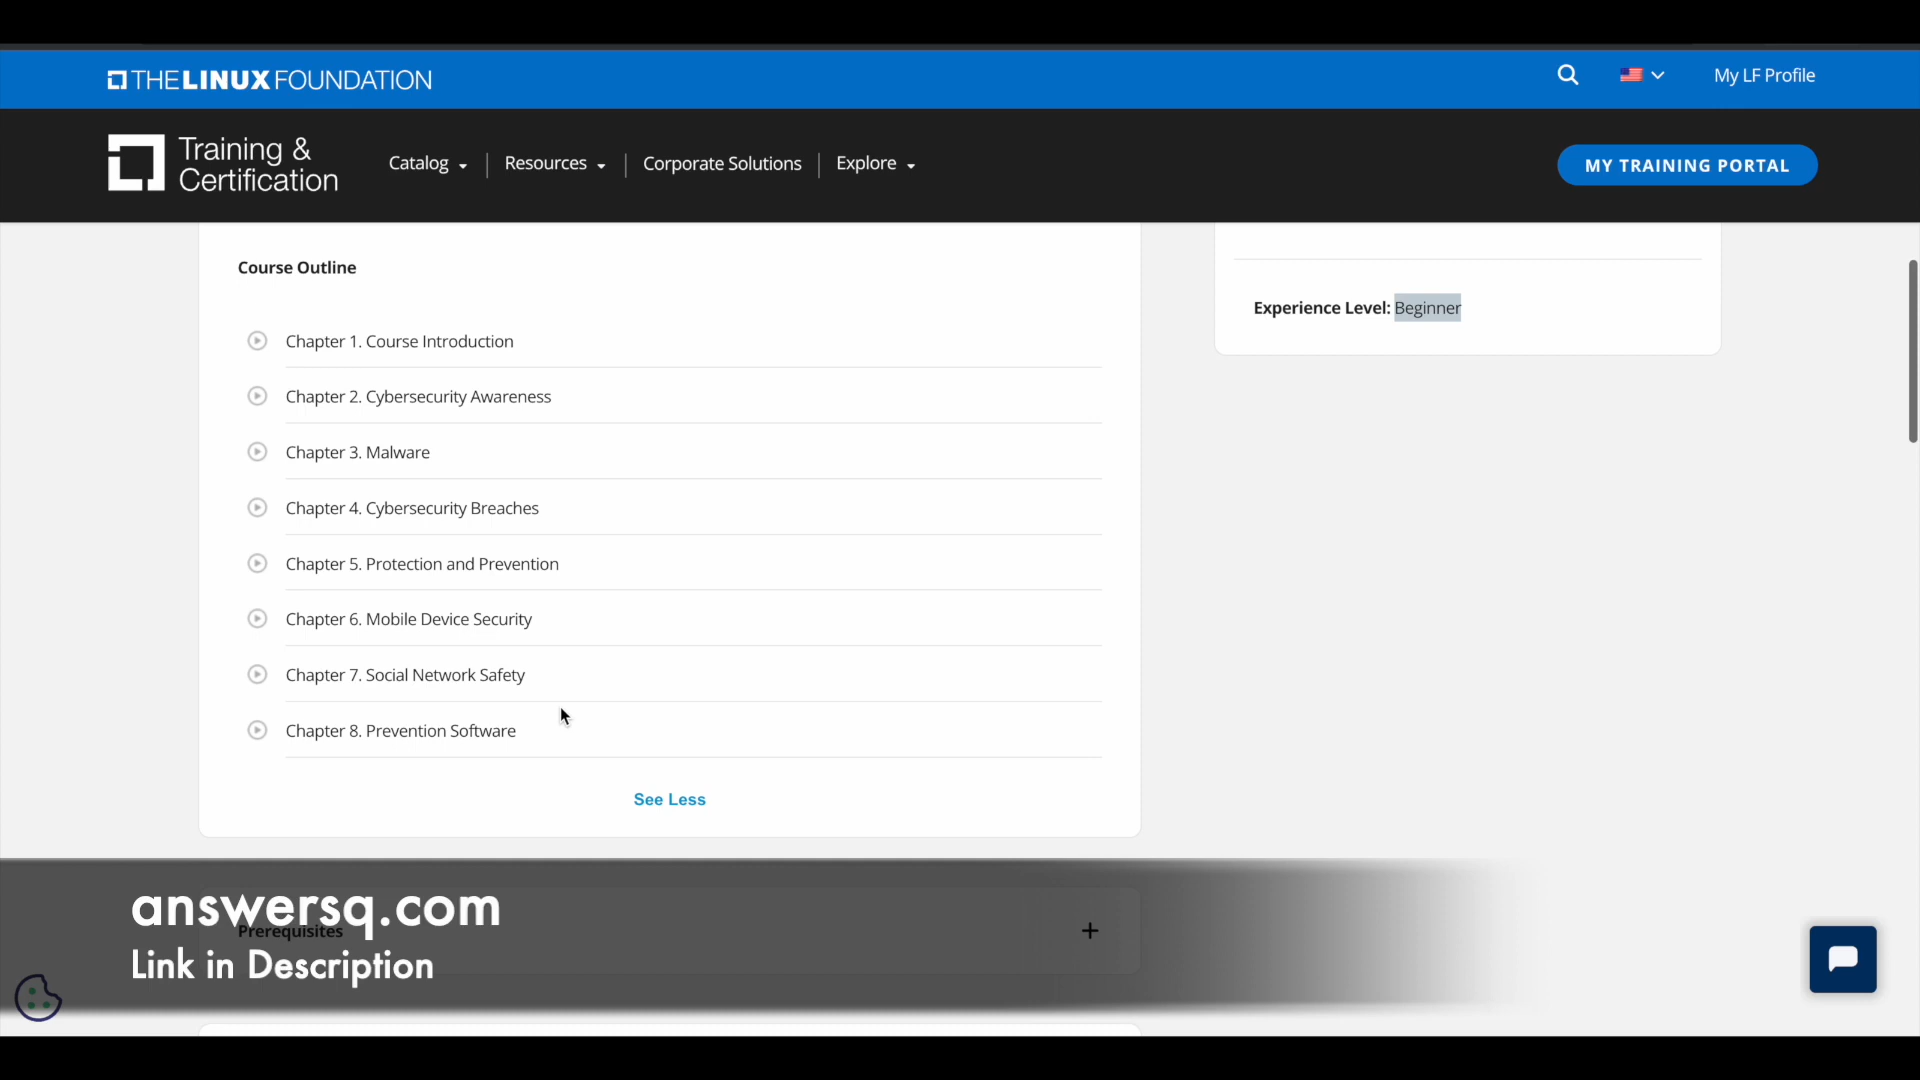 THE LINUX FOUNDATION
My LF Profile
Training &
Certification
Catalog
Resources
Corporate Solutions
Explore
MY TRAINING PORTAL
Course Outline
Experience Level: Beginner
Chapter 1. Course Introduction
Chapter 2. Cybersecurity Awareness
Chapter 3. Malware
Chapter 4. Cybersecurity Breaches
Chapter 5. Protection and Prevention
Chapter 6. Mobile Device Security
Chapter 7. Social Network Safety
Chapter 8. Prevention Software
See Less
answersq.com
Prerequisites
Link in Description